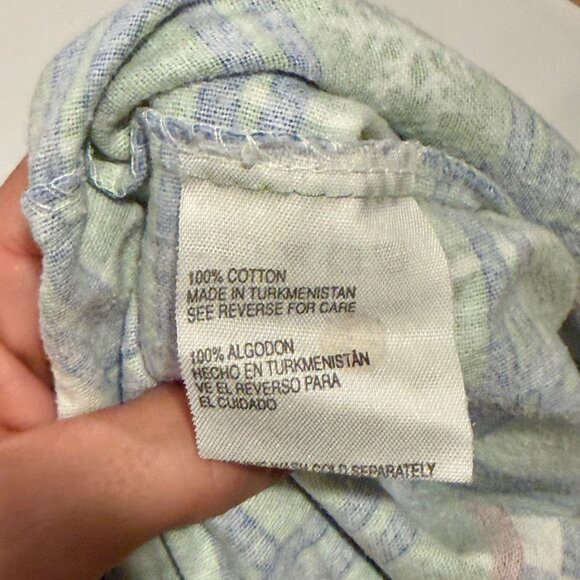 100% COTTON
MADE IN TURKMENISTAN
SEE REVERSE FOR CARE
100% ALGODON
HECHO EN TURKMENISTÁN
VE EL REVERSO PARA
EL CUIDADO
WASH COLD SEPARATELY